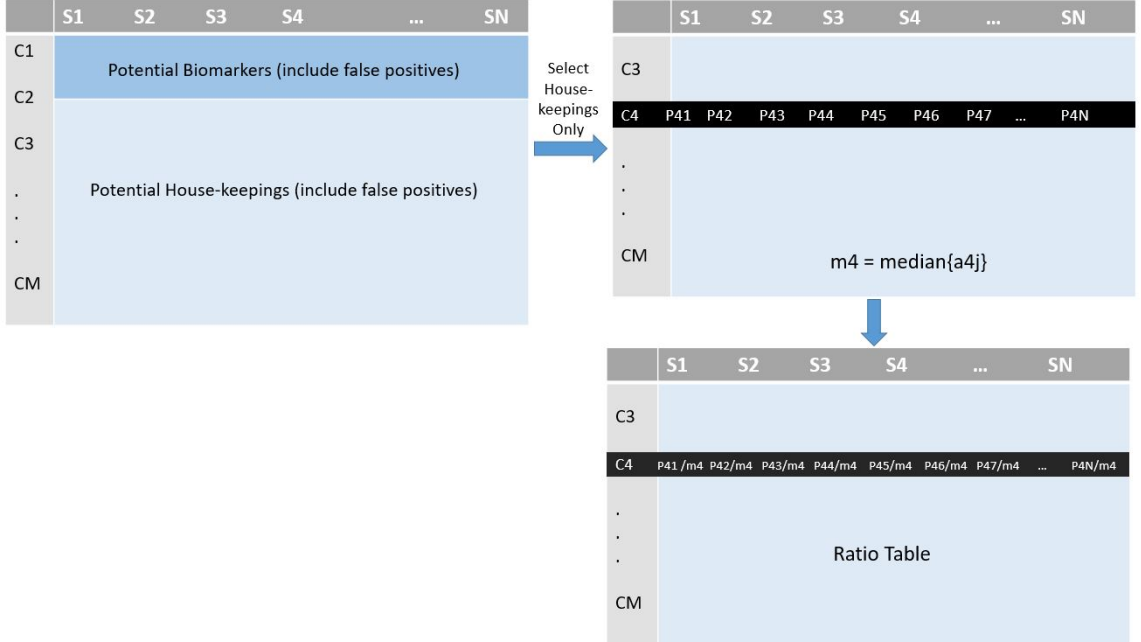 S1 S2 S3 S4 ... SN
C1
Potential Biomarkers (include false positives)
C2
C3
Potential House-keepings (include false positives)
.
.
.
CM
Select
House-
keepings
Only
S1 S2 S3 S4 ... SN
C3
C4 P41 P42 P43 P44 P45 P46 P47 ... P4N
.
.
.
CM
m4 = median{a4j}
S1 S2 S3 S4 ... SN
C3
C4 P41 /m4 P42/m4 P43/m4 P44/m4 P45/m4 P46/m4 P47/m4 ... P4N/m4
.
.
.
Ratio Table
CM